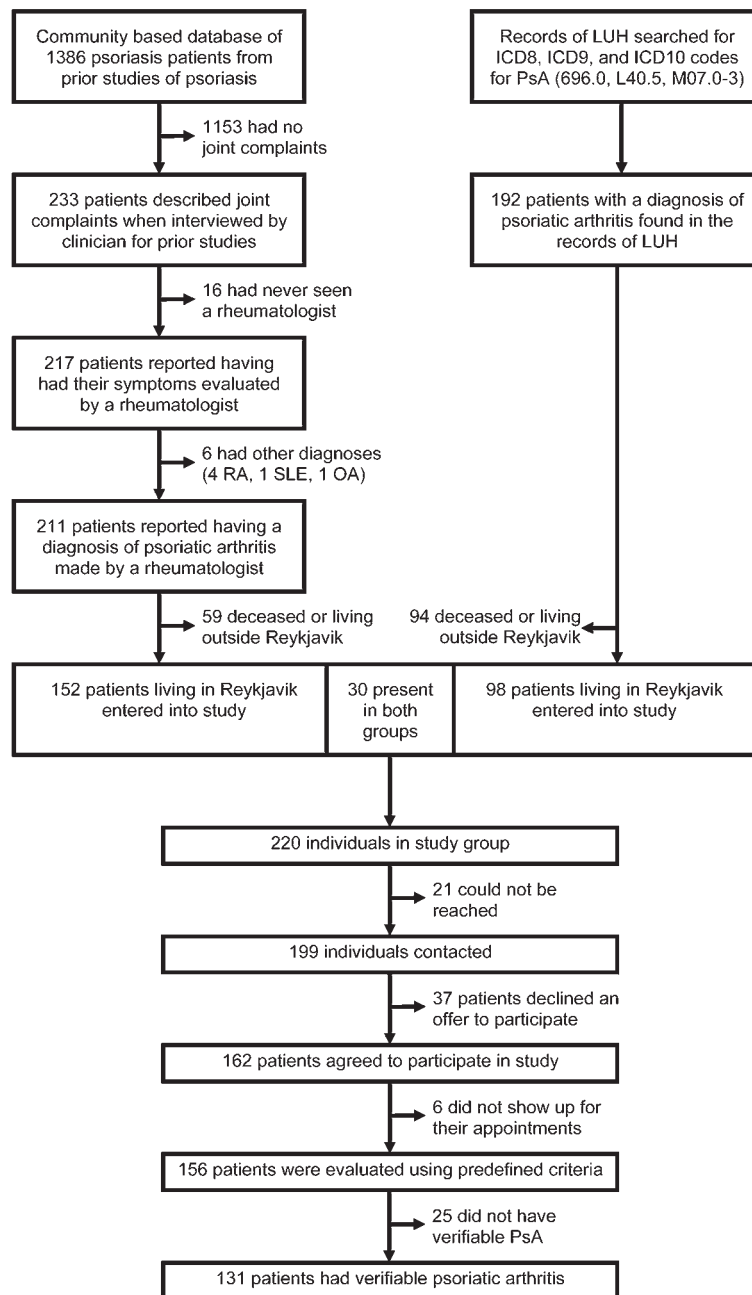 Community based database of
1386 psoriasis patients from
prior studies of psoriasis
Records of LUH searched for
ICD8, ICD9, and ICD10 codes
for PsA (696.0, L40.5, M07.0-3)
1153 had no
joint complaints
233 patients described joint
complaints when interviewed by
clinician for prior studies
192 patients with a diagnosis of
psoriatic arthritis found in the
records of LUH
16 had never seen
a rheumatologist
217 patients reported having
had their symptoms evaluated
by a rheumatologist
6 had other diagnoses
(4 RA, 1 SLE, 1 OA)
211 patients reported having a
diagnosis of psoriatic arthritis
made by a rheumatologist
59 deceased or living
outside Reykjavik
94 deceased or living
outside Reykjavik
152 patients living in Reykjavik
entered into study
30 present
in both
groups
98 patients living in Reykjavik
entered into study
220 individuals in study group
21 could not be
reached
199 individuals contacted
37 patients declined an
offer to participate
162 patients agreed to participate in study
6 did not show up for
their appointments
156 patients were evaluated using predefined criteria
25 did not have
verifiable PsA
131 patients had verifiable psoriatic arthritis